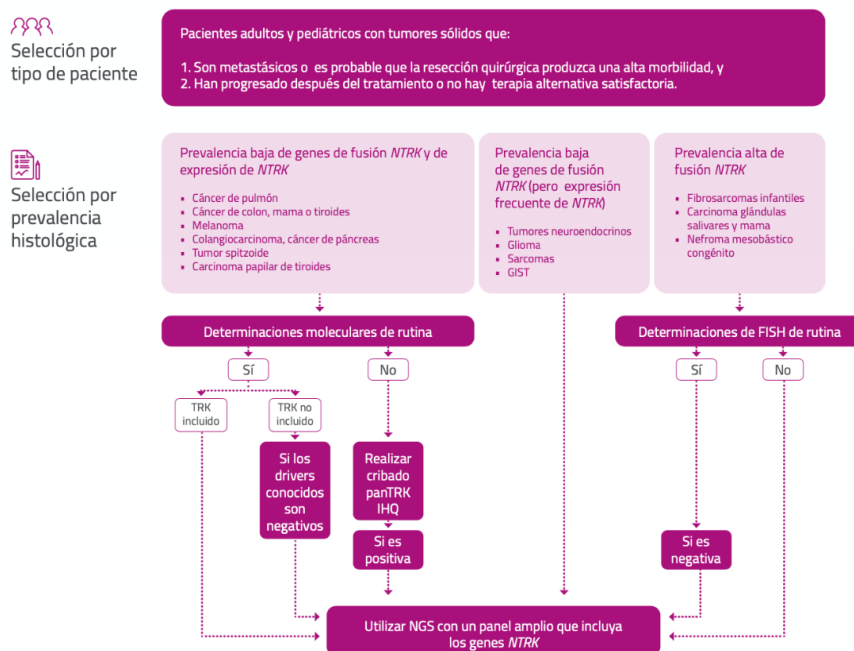 Selección por
tipo de paciente
Pacientes adultos y pediátricos con tumores sólidos que:
1. Son metastásicos o es probable que la resección quirúrgica produzca una alta morbilidad, y
2. Han progresado después del tratamiento o no hay terapia alternativa satisfactoria.
Selección por
prevalencia
histológica
Prevalencia baja de genes de fusión NTRK y de
expresión de NTRK
▪ Cáncer de pulmón
▪ Cáncer de colon, mama o tiroides
▪ Melanoma
▪ Colangiocarcinoma, cáncer de páncreas
▪ Tumor spitzoide
▪ Carcinoma papilar de tiroides
Prevalencia baja
de genes de fusión
NTRK (pero expresión
frecuente de NTRK)
▪ Tumores neuroendocrinos
▪ Glioma
▪ Sarcomas
▪ GIST
Prevalencia alta de
fusión NTRK
▪ Fibrosarcomas infantiles
▪ Carcinoma glándulas
salivares y mama
▪ Nefroma mesobástico
congénito
Determinaciones moleculares de rutina
Determinaciones de FISH de rutina
Sí
No
Sí
No
TRK
incluido
TRK no
incluido
Si los
drivers
conocidos
son
negativos
Realizar
cribado
panTRK
IHQ
Si es
positiva
Si es
negativa
Utilizar NGS con un panel amplio que incluya
los genes NTRK